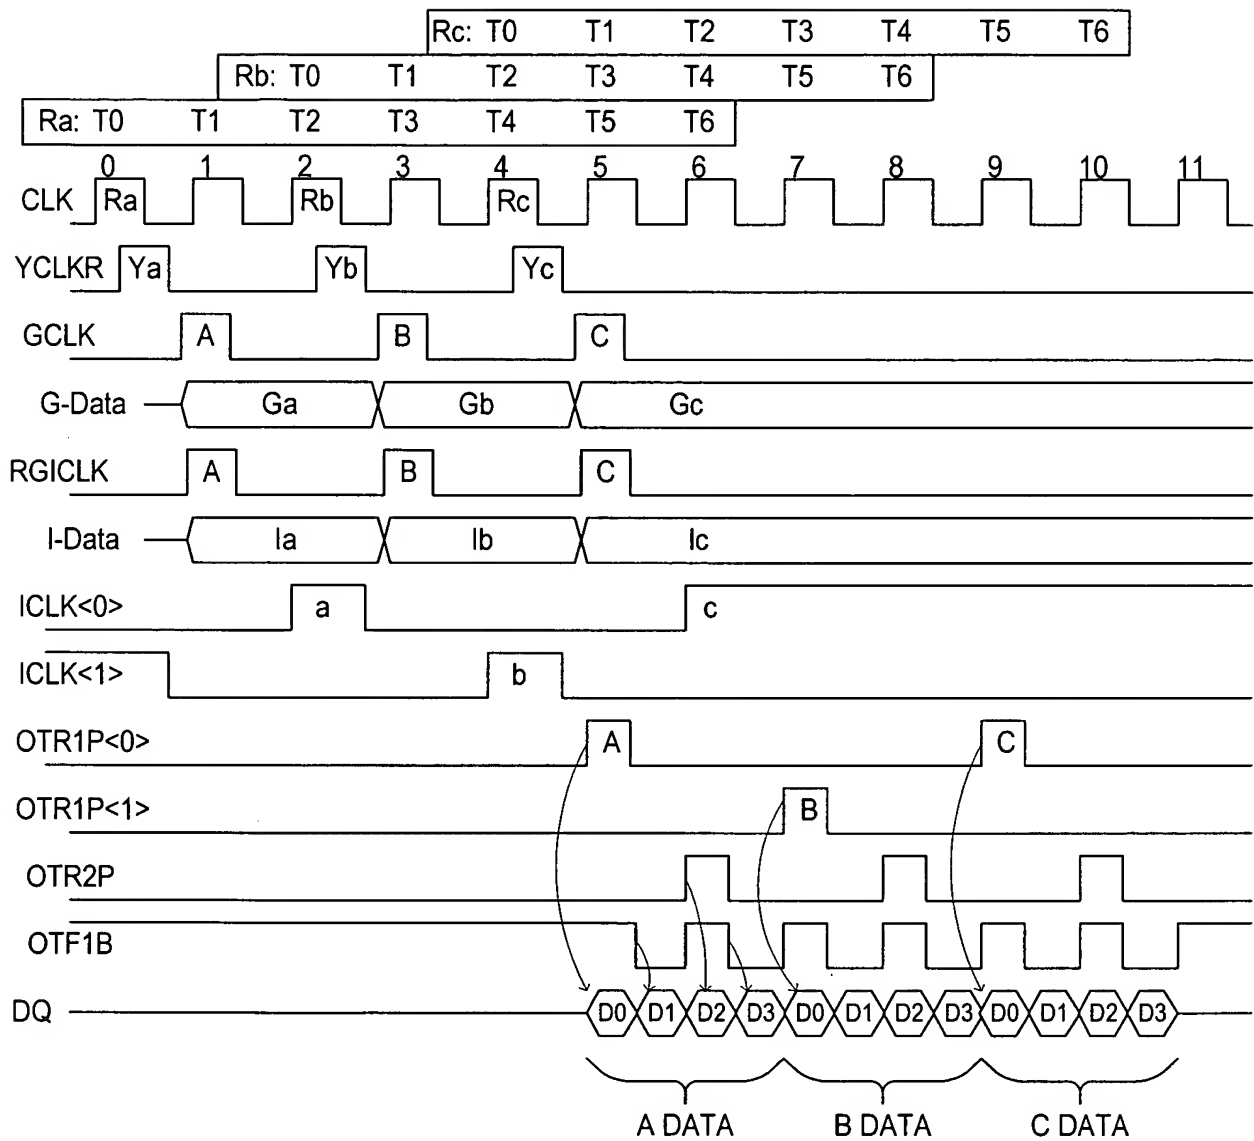 Rc: T0 T1 T2 T3 T4 T5 T6
Rb: T0 T1 T2 T3 T4 T5 T6
Ra: T0 T1 T2 T3 T4 T5 T6
0 1 2 3 4 5 6 7 8 9 10 11
CLK Ra Rb Rc
YCLKR Ya Yb Yc
GCLK A B C
G-Data Ga Gb Gc
RGICLK A B C
I-Data Ia Ib Ic
ICLK<0> a c
ICLK<1> b
OTR1P<0> A C
OTR1P<1> B
OTR2P
OTF1B
DQ D0 D1 D2 D3 D0 D1 D2 D3 D0 D1 D2 D3
A DATA B DATA C DATA